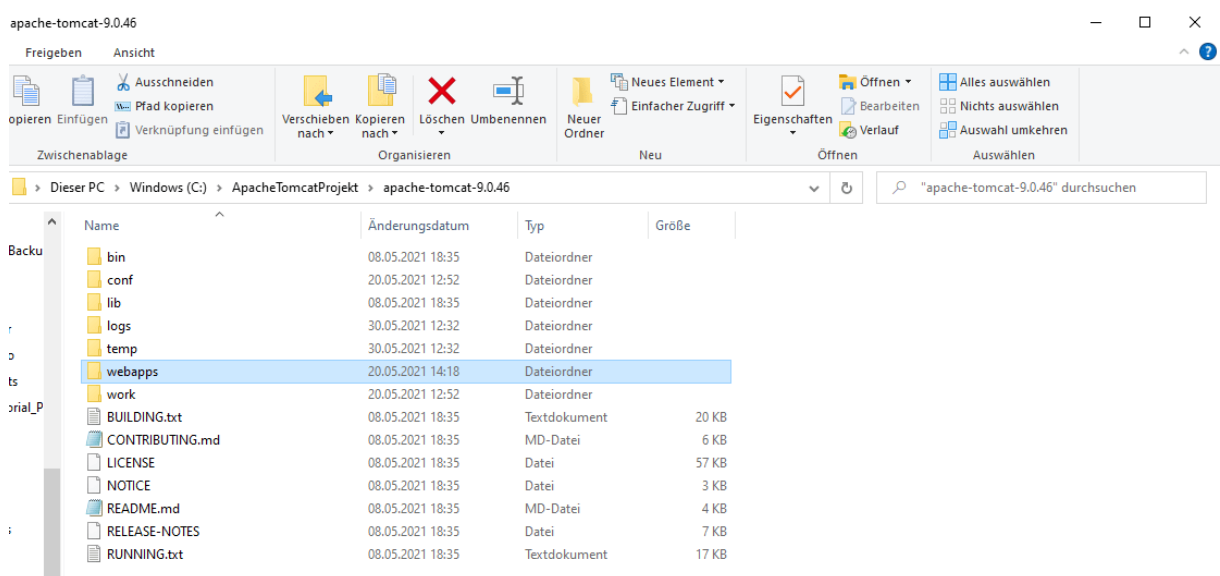 apache-tomcat-9.0.46
Freigeben Ansicht
Ausschneiden
Pfad kopieren
Verknüpfung einfügen
opieren Einfügen
Zwischenablage
Verschieben nach
Kopieren nach
Löschen
Umbenennen
Organisieren
Neuer Ordner
Neues Element
Einfacher Zugriff
Neu
Eigenschaften
Öffnen
Bearbeiten
Verlauf
Öffnen
Alles auswählen
Nichts auswählen
Auswahl umkehren
Auswählen
Dieser PC > Windows (C:) > ApacheTomcatProjekt > apache-tomcat-9.0.46
"apache-tomcat-9.0.46" durchsuchen
Backu
r
o
ts
orial_P
Name Änderungsdatum Typ Größe
bin 08.05.2021 18:35 Dateiordner
conf 20.05.2021 12:52 Dateiordner
lib 08.05.2021 18:35 Dateiordner
logs 30.05.2021 12:32 Dateiordner
temp 30.05.2021 12:32 Dateiordner
webapps 20.05.2021 14:18 Dateiordner
work 20.05.2021 12:52 Dateiordner
BUILDING.txt 08.05.2021 18:35 Textdokument 20 KB
CONTRIBUTING.md 08.05.2021 18:35 MD-Datei 6 KB
LICENSE 08.05.2021 18:35 Datei 57 KB
NOTICE 08.05.2021 18:35 Datei 3 KB
README.md 08.05.2021 18:35 MD-Datei 4 KB
RELEASE-NOTES 08.05.2021 18:35 Datei 7 KB
RUNNING.txt 08.05.2021 18:35 Textdokument 17 KB